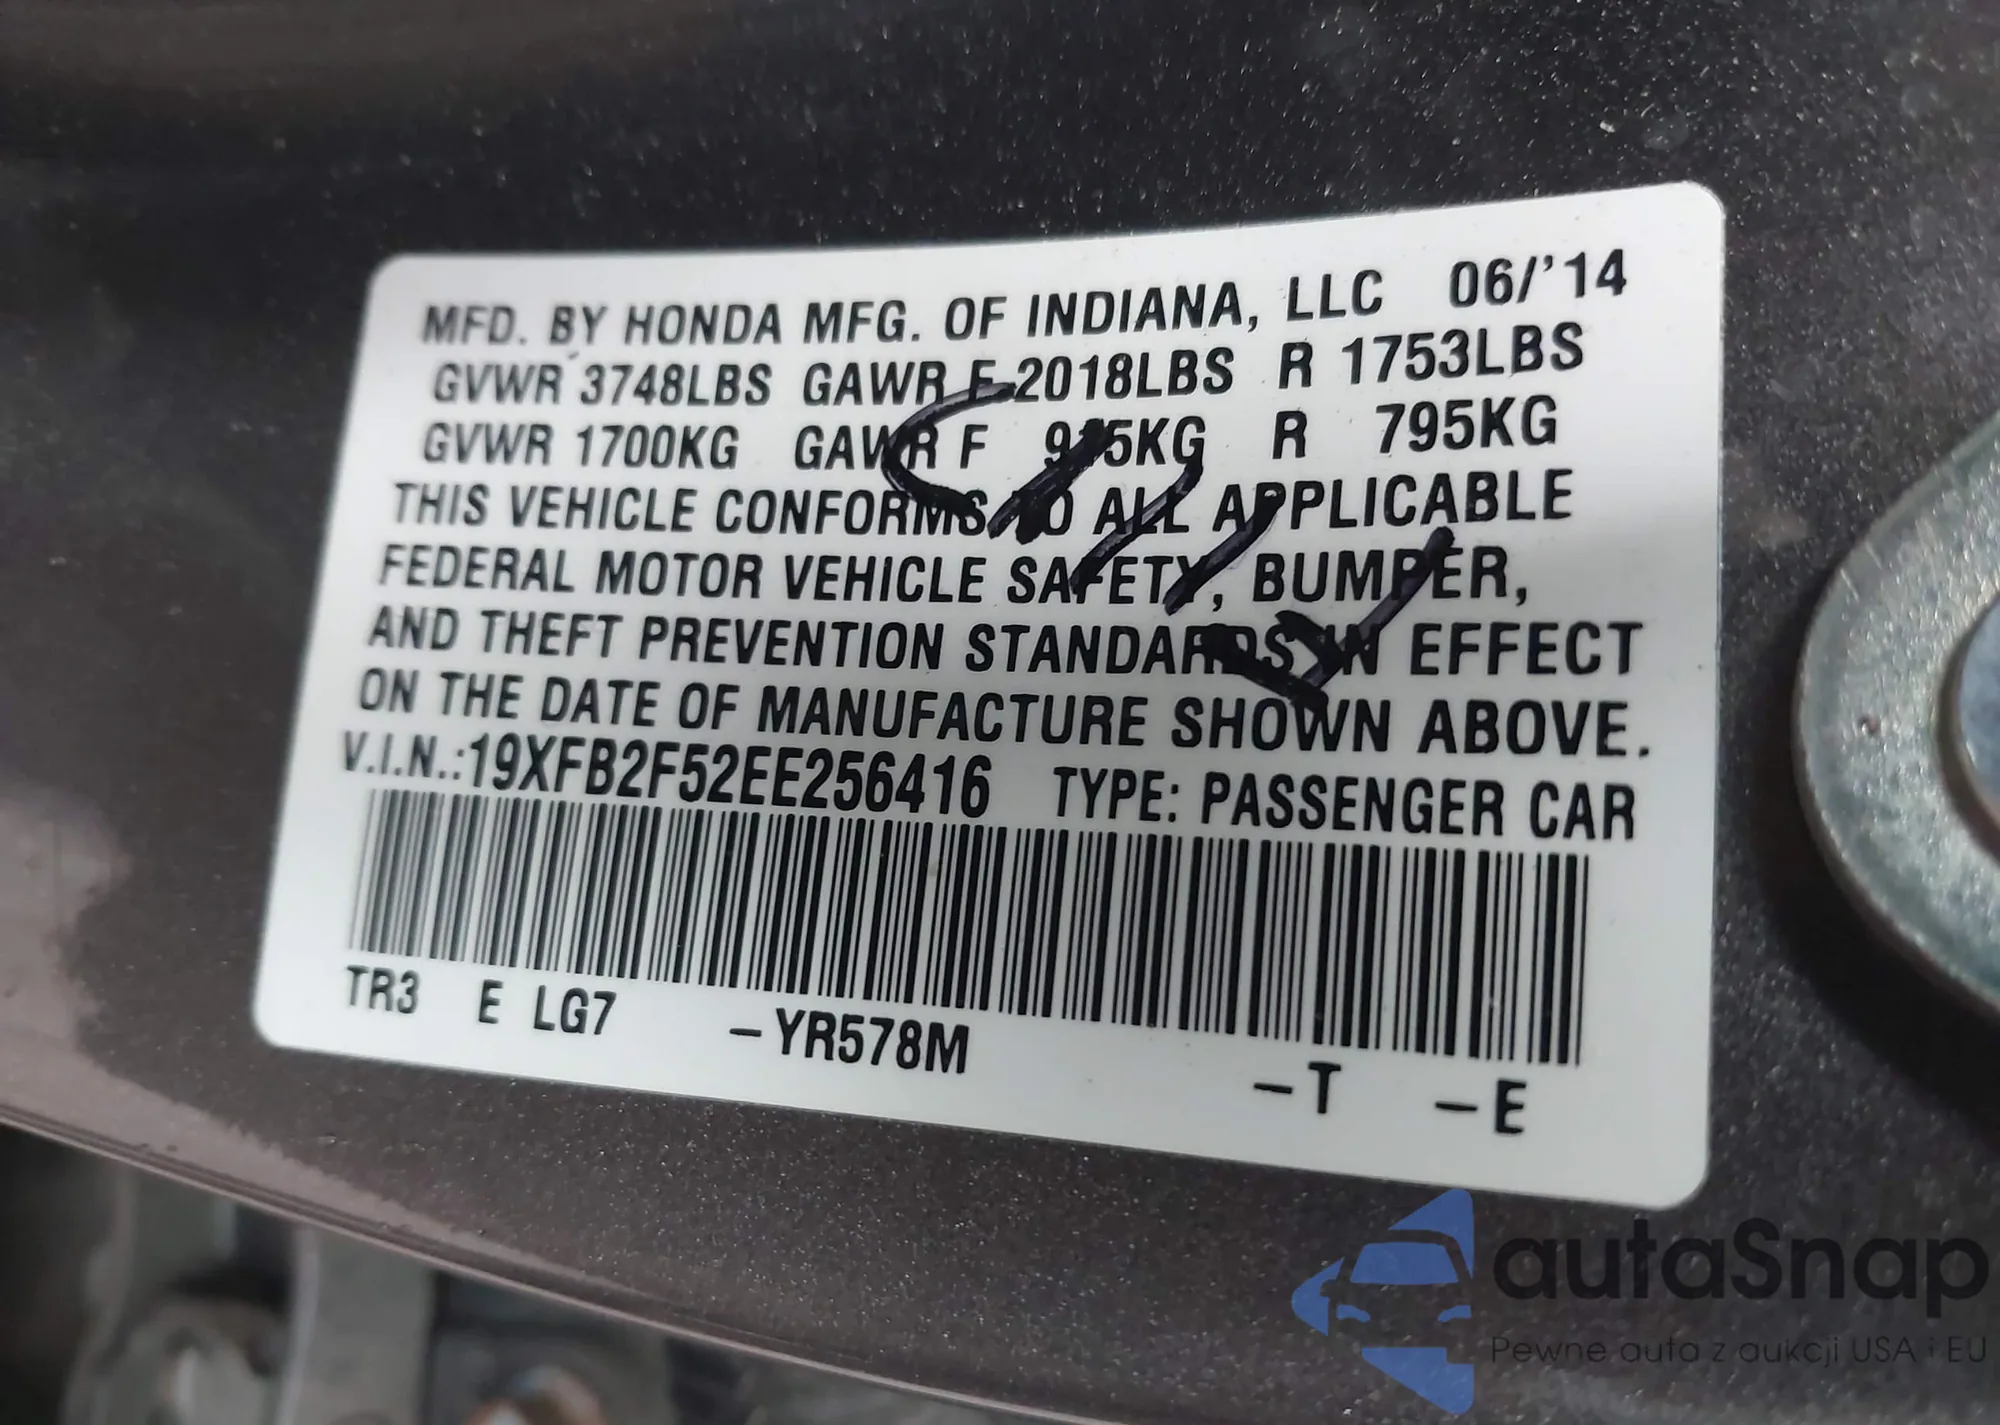 MFD. BY HONDA MFG. OF INDIANA, LLC 06/'14
GVWR 3748LBS GAWR F 2018LBS R 1753LBS
GVWR 1700KG GAWR F 915KG R 795KG
THIS VEHICLE CONFORMS TO ALL APPLICABLE
FEDERAL MOTOR VEHICLE SAFETY, BUMPER,
AND THEFT PREVENTION STANDARDS IN EFFECT
ON THE DATE OF MANUFACTURE SHOWN ABOVE.
V.I.N.:19XFB2F52EE256416 TYPE: PASSENGER CAR
TR3 E LG7 -YR578M -T -E
autaSnap
Pewne auta z aukcji USA i EU